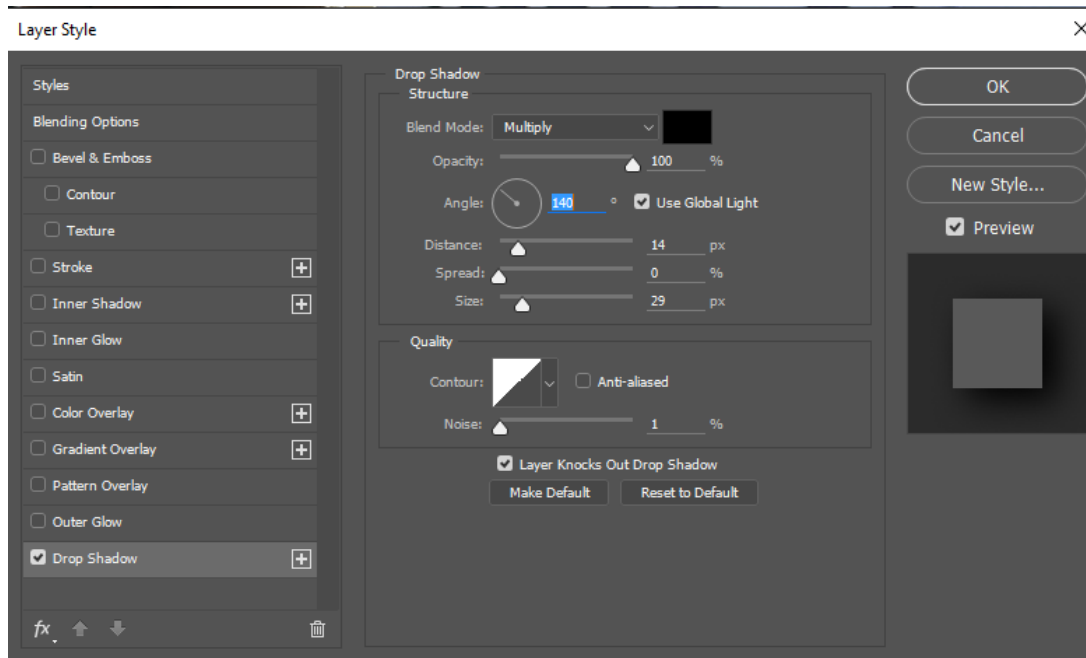 Layer Style
Styles
Blending Options
Bevel & Emboss
Contour
Texture
Stroke
Inner Shadow
Inner Glow
Satin
Color Overlay
Gradient Overlay
Pattern Overlay
Outer Glow
Drop Shadow
fx
Drop Shadow
Structure
Blend Mode: Multiply
Opacity: 100 %
Angle: 140 ° Use Global Light
Distance: 14 px
Spread: 0 %
Size: 29 px
Quality
Contour: Anti-aliased
Noise: 1 %
Layer Knocks Out Drop Shadow
Make Default Reset to Default
OK
Cancel
New Style...
Preview